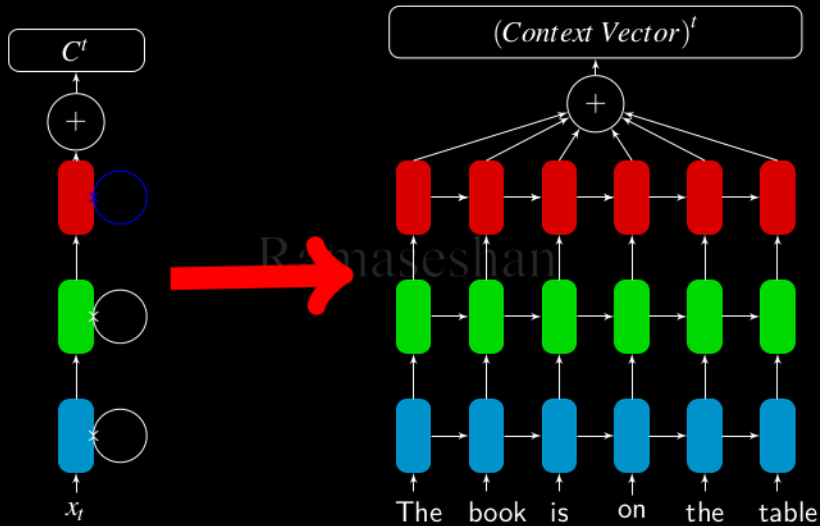 (Context Vector)^t
C^t
+
+
Ramaseshan
x_t
The book is on the table